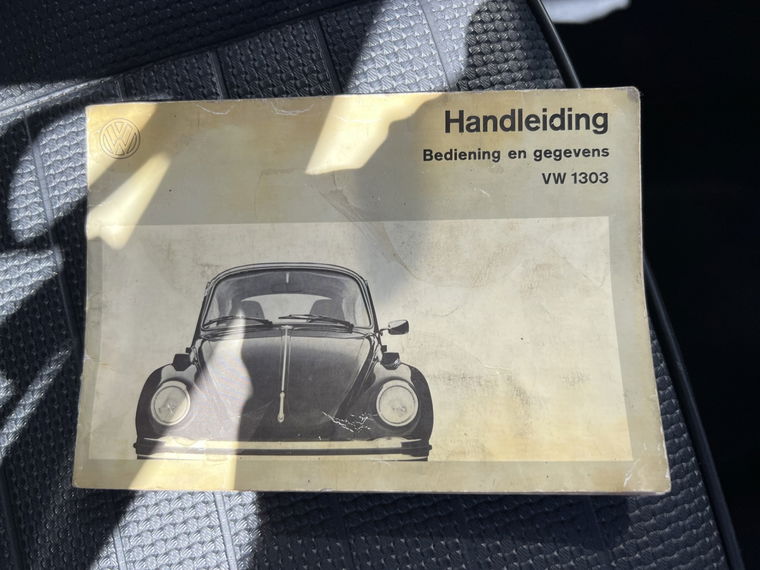 Handleiding
Bediening en gegevens
VW 1303